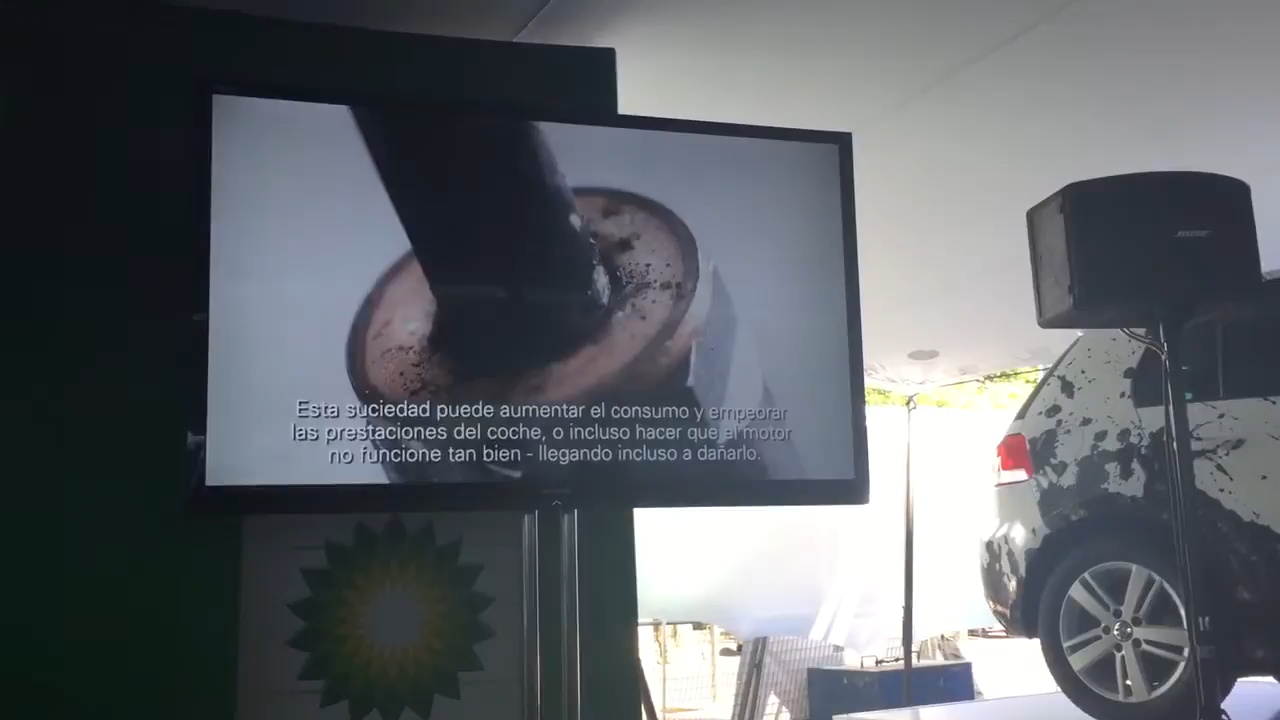 Esta suciedad puede aumentar el consumo y empeorar
las prestaciones del coche, o incluso hacer que el motor
no funcione tan bien - llegando incluso a dañarlo.
BOSE